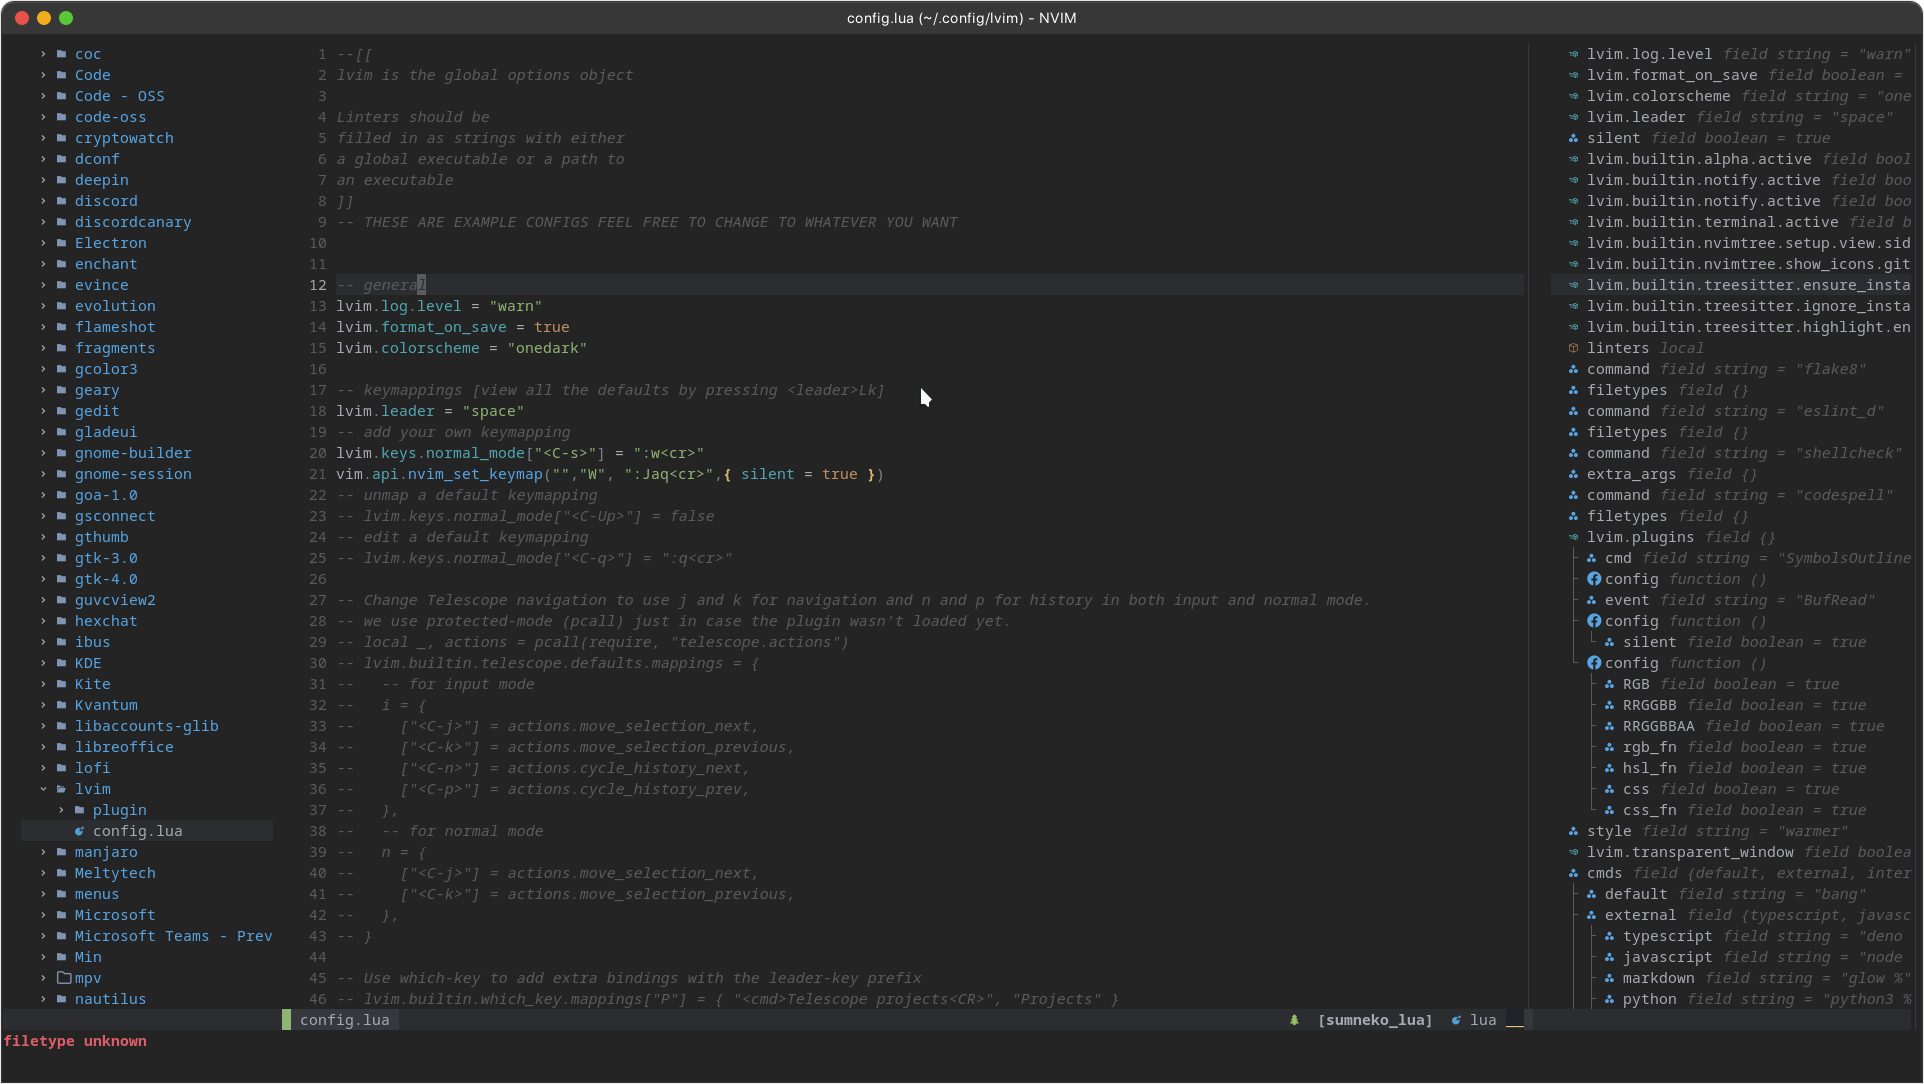 config.lua (~/.config/lvim) - NVIM
coc
Code
Code - OSS
code-oss
cryptowatch
dconf
deepin
discord
discordcanary
Electron
enchant
evince
evolution
flameshot
fragments
gcolor3
geary
gedit
gladeui
gnome-builder
gnome-session
goa-1.0
gsconnect
gthumb
gtk-3.0
gtk-4.0
guvcview2
hexchat
ibus
KDE
Kite
Kvantum
libaccounts-glib
libreoffice
lofi
lvim
plugin
config.lua
manjaro
Meltytech
menus
Microsoft
Microsoft Teams - Prev
Min
mpv
nautilus
1 --[[
2 lvim is the global options object
3
4 Linters should be
5 filled in as strings with either
6 a global executable or a path to
7 an executable
8 ]]
9 -- THESE ARE EXAMPLE CONFIGS FEEL FREE TO CHANGE TO WHATEVER YOU WANT
10
11
12 -- general
13 lvim.log.level = "warn"
14 lvim.format_on_save = true
15 lvim.colorscheme = "onedark"
16
17 -- keymappings [view all the defaults by pressing <leader>Lk]
18 lvim.leader = "space"
19 -- add your own keymapping
20 lvim.keys.normal_mode["<C-s>"] = ":w<cr>"
21 vim.api.nvim_set_keymap("","W", ":Jaq<cr>",{ silent = true })
22 -- unmap a default keymapping
23 -- lvim.keys.normal_mode["<C-Up>"] = false
24 -- edit a default keymapping
25 -- lvim.keys.normal_mode["<C-q>"] = ":q<cr>"
26
27 -- Change Telescope navigation to use j and k for navigation and n and p for history in both input and normal mode.
28 -- we use protected-mode (pcall) just in case the plugin wasn't loaded yet.
29 -- local _, actions = pcall(require, "telescope.actions")
30 -- lvim.builtin.telescope.defaults.mappings = {
31 --   -- for input mode
32 --   i = {
33 --     ["<C-j>"] = actions.move_selection_next,
34 --     ["<C-k>"] = actions.move_selection_previous,
35 --     ["<C-n>"] = actions.cycle_history_next,
36 --     ["<C-p>"] = actions.cycle_history_prev,
37 --   },
38 --   -- for normal mode
39 --   n = {
40 --     ["<C-j>"] = actions.move_selection_next,
41 --     ["<C-k>"] = actions.move_selection_previous,
42 --   },
43 -- }
44
45 -- Use which-key to add extra bindings with the leader-key prefix
46 -- lvim.builtin.which_key.mappings["P"] = { "<cmd>Telescope projects<CR>", "Projects" }
lvim.log.level field string = "warn"
lvim.format_on_save field boolean =
lvim.colorscheme field string = "one
lvim.leader field string = "space"
silent field boolean = true
lvim.builtin.alpha.active field bool
lvim.builtin.notify.active field boo
lvim.builtin.notify.active field boo
lvim.builtin.terminal.active field b
lvim.builtin.nvimtree.setup.view.sid
lvim.builtin.nvimtree.show_icons.git
lvim.builtin.treesitter.ensure_insta
lvim.builtin.treesitter.ignore_insta
lvim.builtin.treesitter.highlight.en
linters local
command field string = "flake8"
filetypes field {}
command field string = "eslint_d"
filetypes field {}
command field string = "shellcheck"
extra_args field {}
command field string = "codespell"
filetypes field {}
lvim.plugins field {}
cmd field string = "SymbolsOutline
config function ()
event field string = "BufRead"
config function ()
silent field boolean = true
config function ()
RGB field boolean = true
RRGGBB field boolean = true
RRGGBBAA field boolean = true
rgb_fn field boolean = true
hsl_fn field boolean = true
css field boolean = true
css_fn field boolean = true
style field string = "warmer"
lvim.transparent_window field boolea
cmds field {default, external, inter
default field string = "bang"
external field {typescript, javasc
typescript field string = "deno
javascript field string = "node
markdown field string = "glow %"
python field string = "python3 %
config.lua
[sumneko_lua] lua
filetype unknown